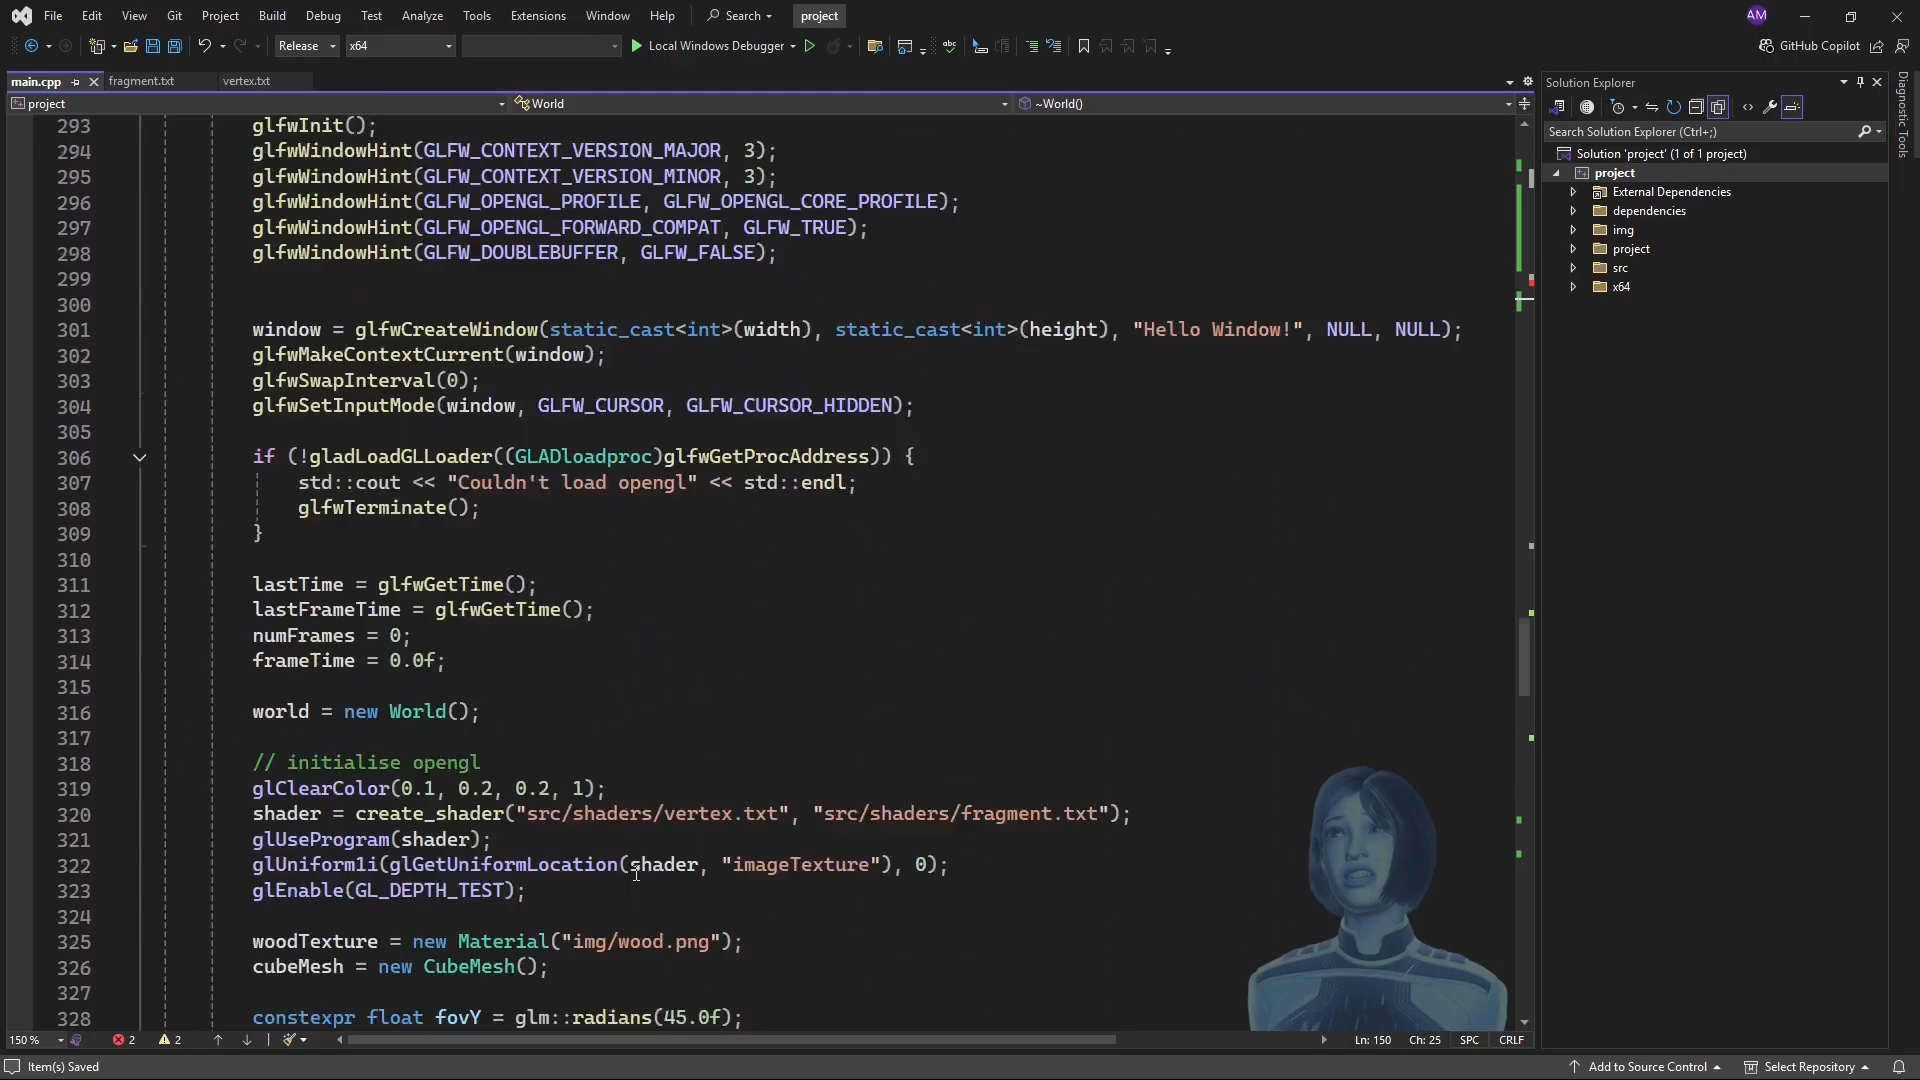 File Edit View Git Project Build Debug Test Analyze Tools Extensions Window Help Search project AM
Release x64 Local Windows Debugger GitHub Copilot
main.cpp fragment.txt vertex.txt
project World ~World()
293 glfwInit();
294 glfwWindowHint(GLFW_CONTEXT_VERSION_MAJOR, 3);
295 glfwWindowHint(GLFW_CONTEXT_VERSION_MINOR, 3);
296 glfwWindowHint(GLFW_OPENGL_PROFILE, GLFW_OPENGL_CORE_PROFILE);
297 glfwWindowHint(GLFW_OPENGL_FORWARD_COMPAT, GLFW_TRUE);
298 glfwWindowHint(GLFW_DOUBLEBUFFER, GLFW_FALSE);
299
300
301 window = glfwCreateWindow(static_cast<int>(width), static_cast<int>(height), "Hello Window!", NULL, NULL);
302 glfwMakeContextCurrent(window);
303 glfwSwapInterval(0);
304 glfwSetInputMode(window, GLFW_CURSOR, GLFW_CURSOR_HIDDEN);
305
306 if (!gladLoadGLLoader((GLADloadproc)glfwGetProcAddress)) {
307 std::cout << "Couldn't load opengl" << std::endl;
308 glfwTerminate();
309 }
310
311 lastTime = glfwGetTime();
312 lastFrameTime = glfwGetTime();
313 numFrames = 0;
314 frameTime = 0.0f;
315
316 world = new World();
317
318 // initialise opengl
319 glClearColor(0.1, 0.2, 0.2, 1);
320 shader = create_shader("src/shaders/vertex.txt", "src/shaders/fragment.txt");
321 glUseProgram(shader);
322 glUniform1i(glGetUniformLocation(shader, "imageTexture"), 0);
323 glEnable(GL_DEPTH_TEST);
324
325 woodTexture = new Material("img/wood.png");
326 cubeMesh = new CubeMesh();
327
328 constexpr float fovY = glm::radians(45.0f);
150 % 2 2 Ln: 150 Ch: 25 SPC CRLF
Item(s) Saved Add to Source Control Select Repository
Solution Explorer
Search Solution Explorer (Ctrl+;)
Solution 'project' (1 of 1 project)
project
External Dependencies
dependencies
img
project
src
x64
Diagnostic Tools